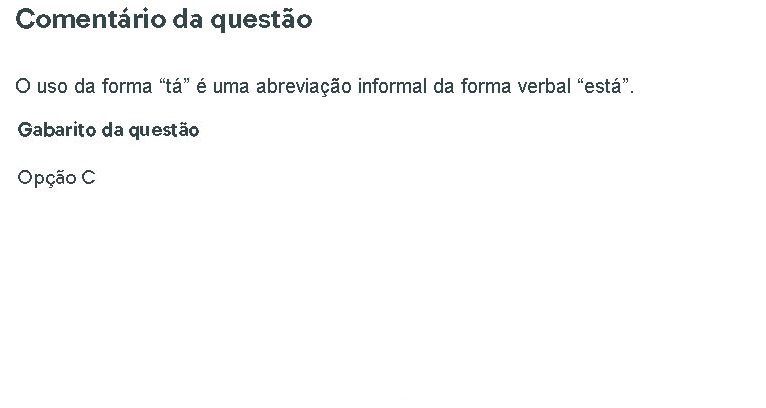 Comentário da questão
O uso da forma “tá” é uma abreviação informal da forma verbal “está”.
Gabarito da questão
Opção C